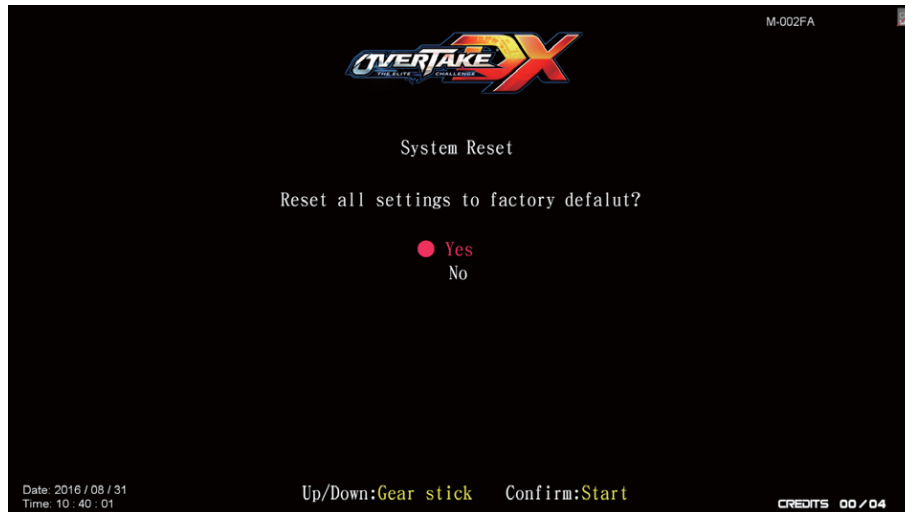 M-002FA
OVERTAKE DX
THE ELITE CHALLENGE
System Reset
Reset all settings to factory defalut?
Yes
No
Date: 2016 / 08 / 31
Time: 10 : 40 : 01
Up/Down:Gear stick Confirm:Start
CREDITS 00/04